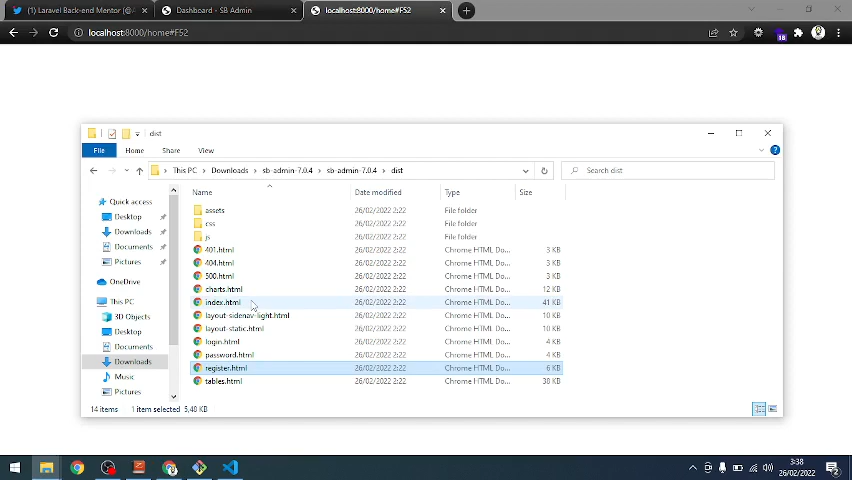 (1) Laravel Back-end Mentor (@
Dashboard - SB Admin
localhost:8000/home#F52
localhost:8000/home#F52
18
dist
File
Home
Share
View
This PC > Downloads > sb-admin-7.0.4 > sb-admin-7.0.4 > dist
Search dist
Quick access
Desktop
Downloads
Documents
Pictures
OneDrive
This PC
3D Objects
Desktop
Documents
Downloads
Music
Pictures
Name Date modified Type Size
assets 26/02/2022 2:22 File folder
css 26/02/2022 2:22 File folder
js 26/02/2022 2:22 File folder
401.html 26/02/2022 2:22 Chrome HTML Do... 3 KB
404.html 26/02/2022 2:22 Chrome HTML Do... 3 KB
500.html 26/02/2022 2:22 Chrome HTML Do... 3 KB
charts.html 26/02/2022 2:22 Chrome HTML Do... 12 KB
index.html 26/02/2022 2:22 Chrome HTML Do... 41 KB
layout-sidenav-light.html 26/02/2022 2:22 Chrome HTML Do... 10 KB
layout-static.html 26/02/2022 2:22 Chrome HTML Do... 10 KB
login.html 26/02/2022 2:22 Chrome HTML Do... 4 KB
password.html 26/02/2022 2:22 Chrome HTML Do... 4 KB
register.html 26/02/2022 2:22 Chrome HTML Do... 6 KB
tables.html 26/02/2022 2:22 Chrome HTML Do... 38 KB
14 items 1 item selected 5,48 KB
3:38
26/02/2022
2